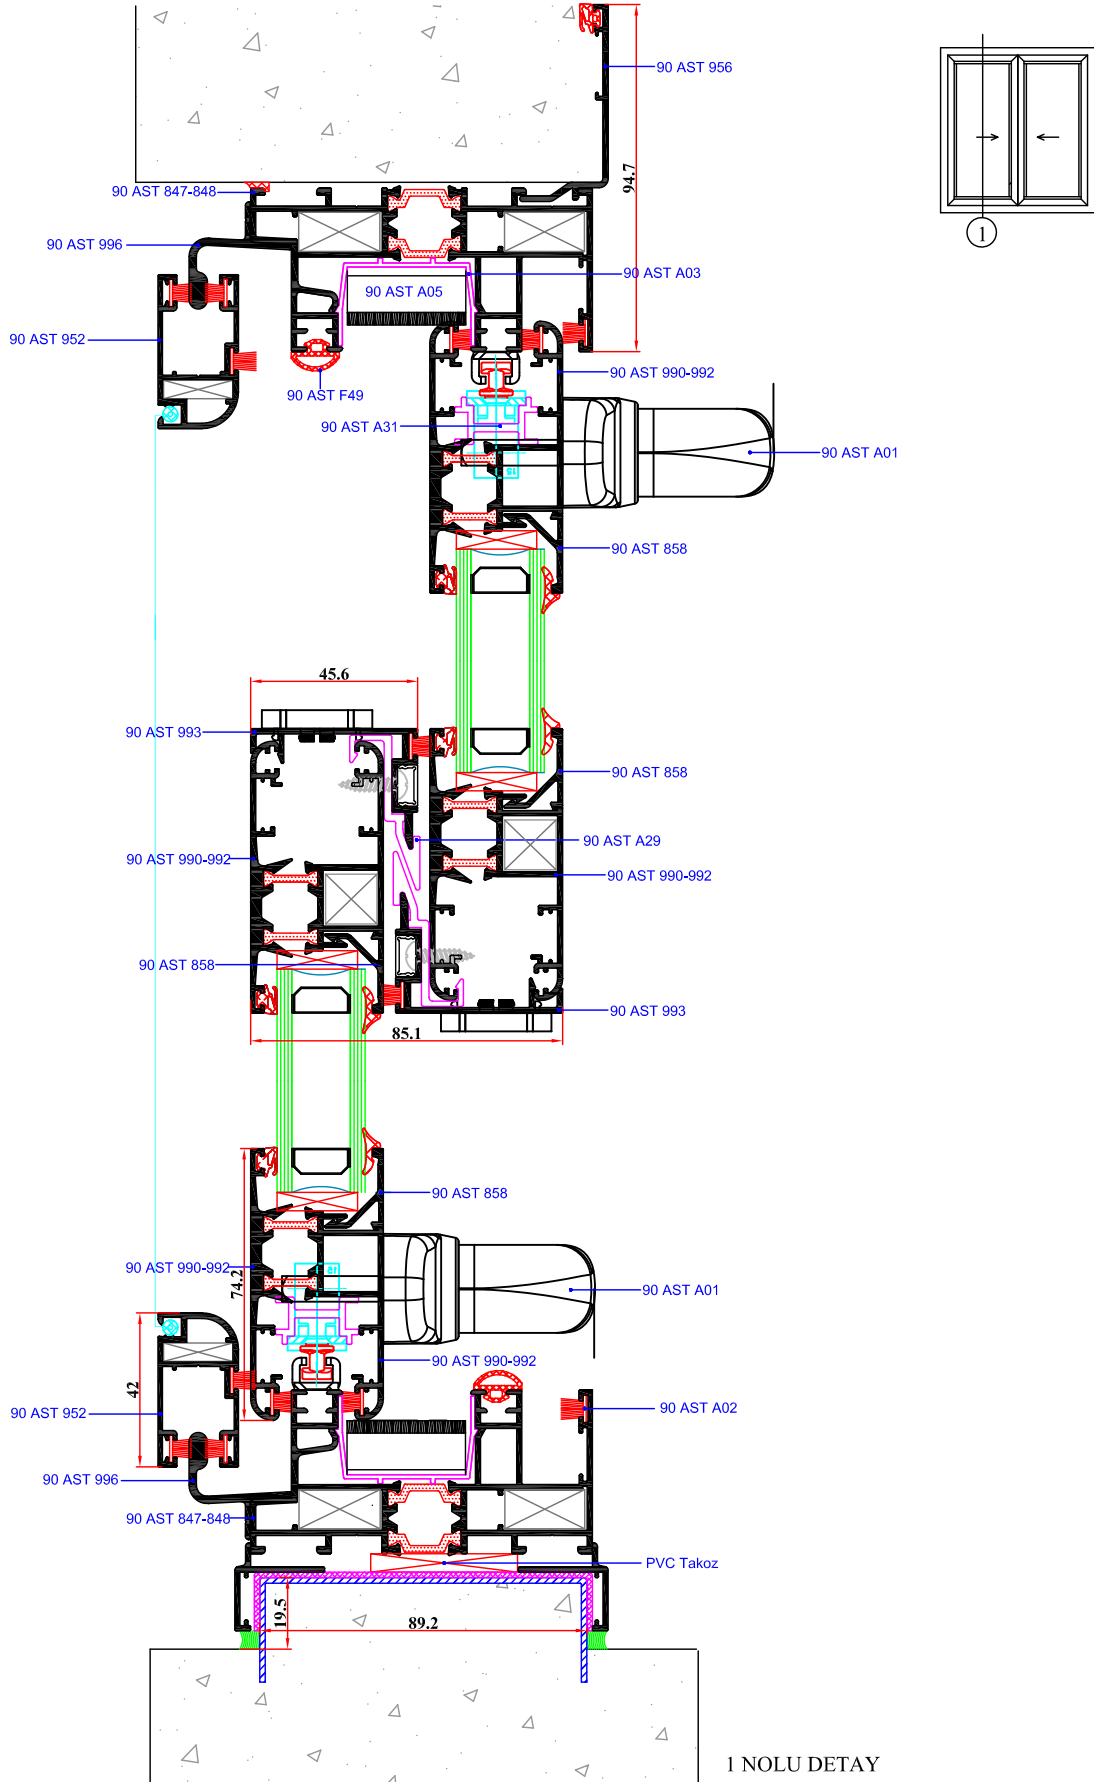 90 AST 956
94.7
90 AST 847-848
90 AST 996
1
90 AST A03
90 AST A05
90 AST 952
90 AST 990-992
90 AST F49
90 AST A31
90 AST A01
15
90 AST 858
45.6
90 AST 993
90 AST 858
90 AST A29
90 AST 990-992
90 AST 990-992
90 AST 858
90 AST 993
85.1
90 AST 858
90 AST 990-992
15
74.2
90 AST A01
90 AST 990-992
42
90 AST 952
90 AST A02
90 AST 996
90 AST 847-848
PVC Takoz
19.5
89.2
1 NOLU DETAY